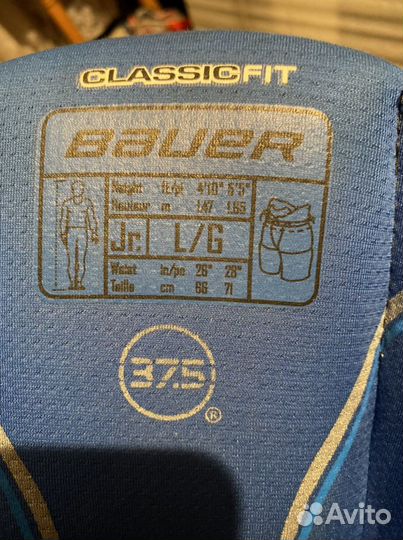 CLASSICFIT
BAUER
Height ft/pi 4'10" 5'5"
Hauteur m 1.47 1.65
Jr. L/G
Waist in/po 26" 28"
Taille cm 66 71
37.5
®
Avito